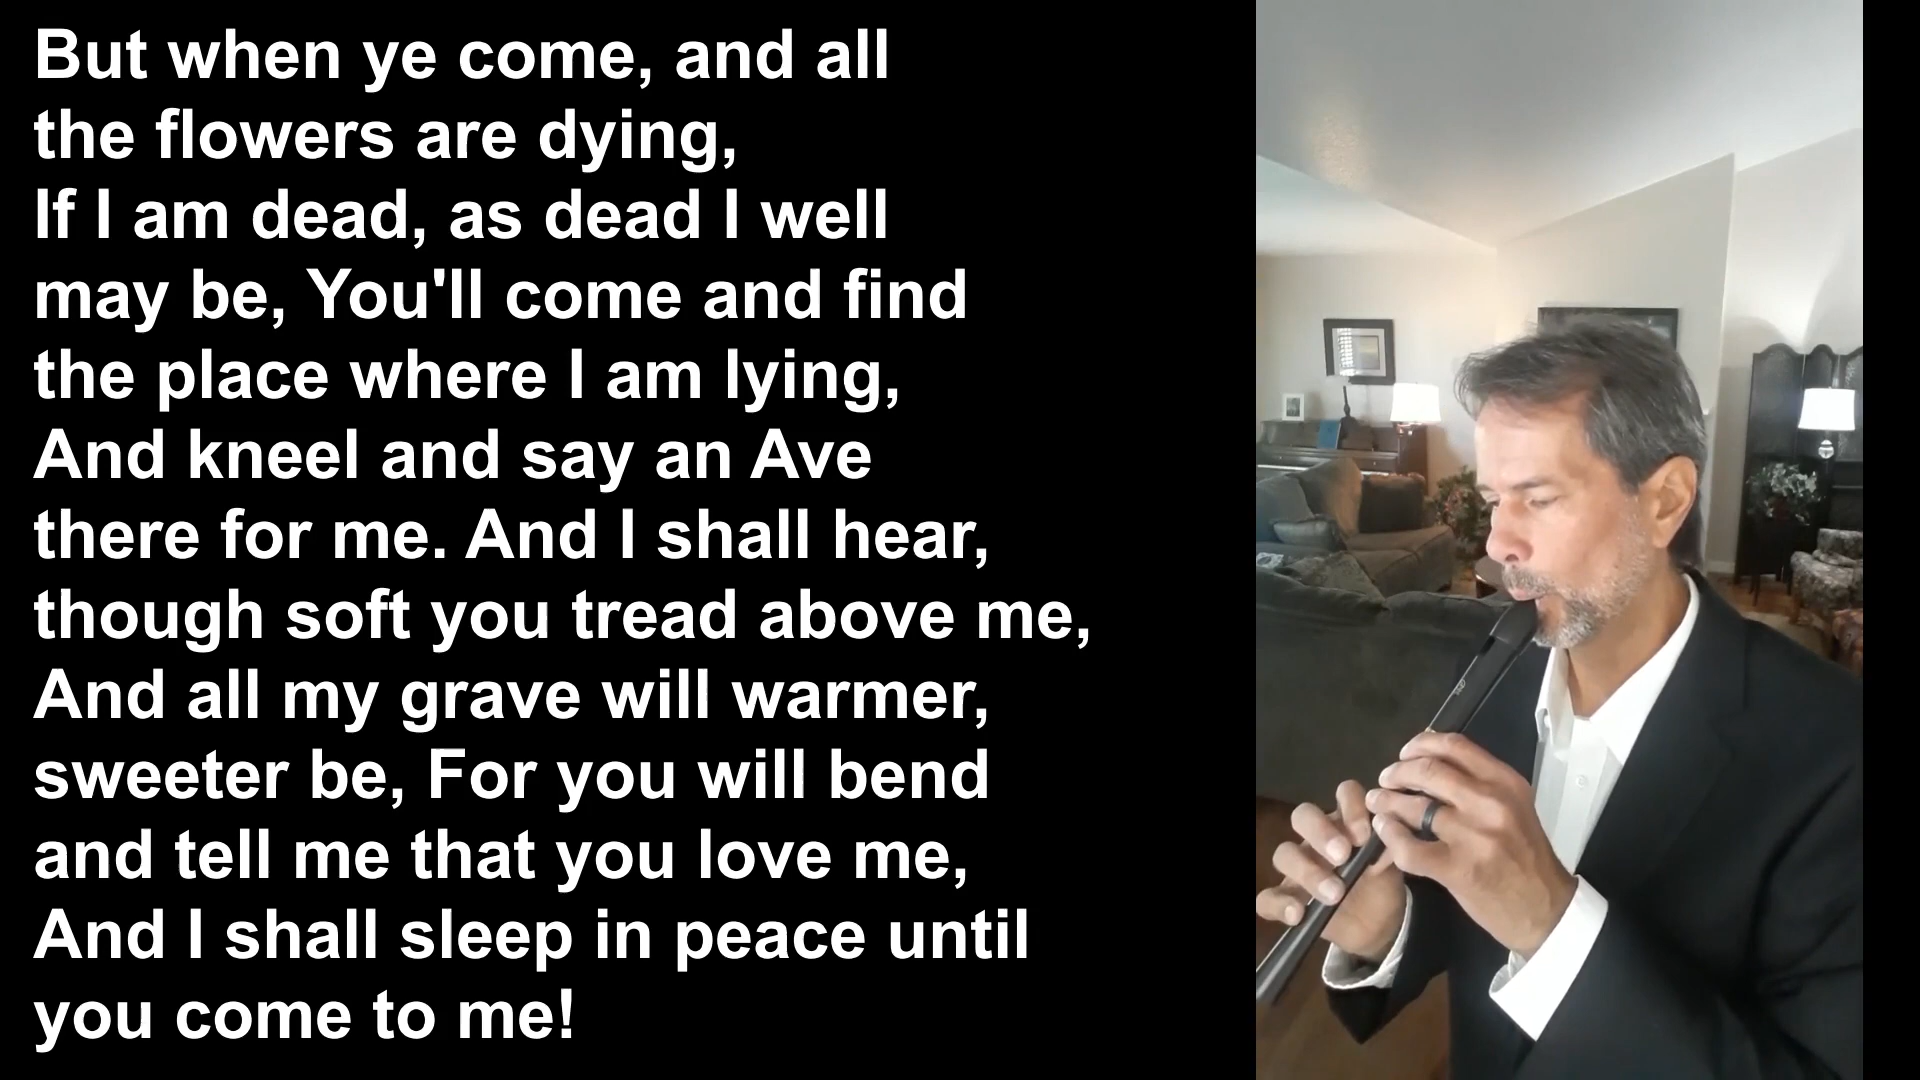 But when ye come, and all
the flowers are dying,
If I am dead, as dead I well
may be, You'll come and find
the place where I am lying,
And kneel and say an Ave
there for me. And I shall hear,
though soft you tread above me,
And all my grave will warmer,
sweeter be, For you will bend
and tell me that you love me,
And I shall sleep in peace until
you come to me!